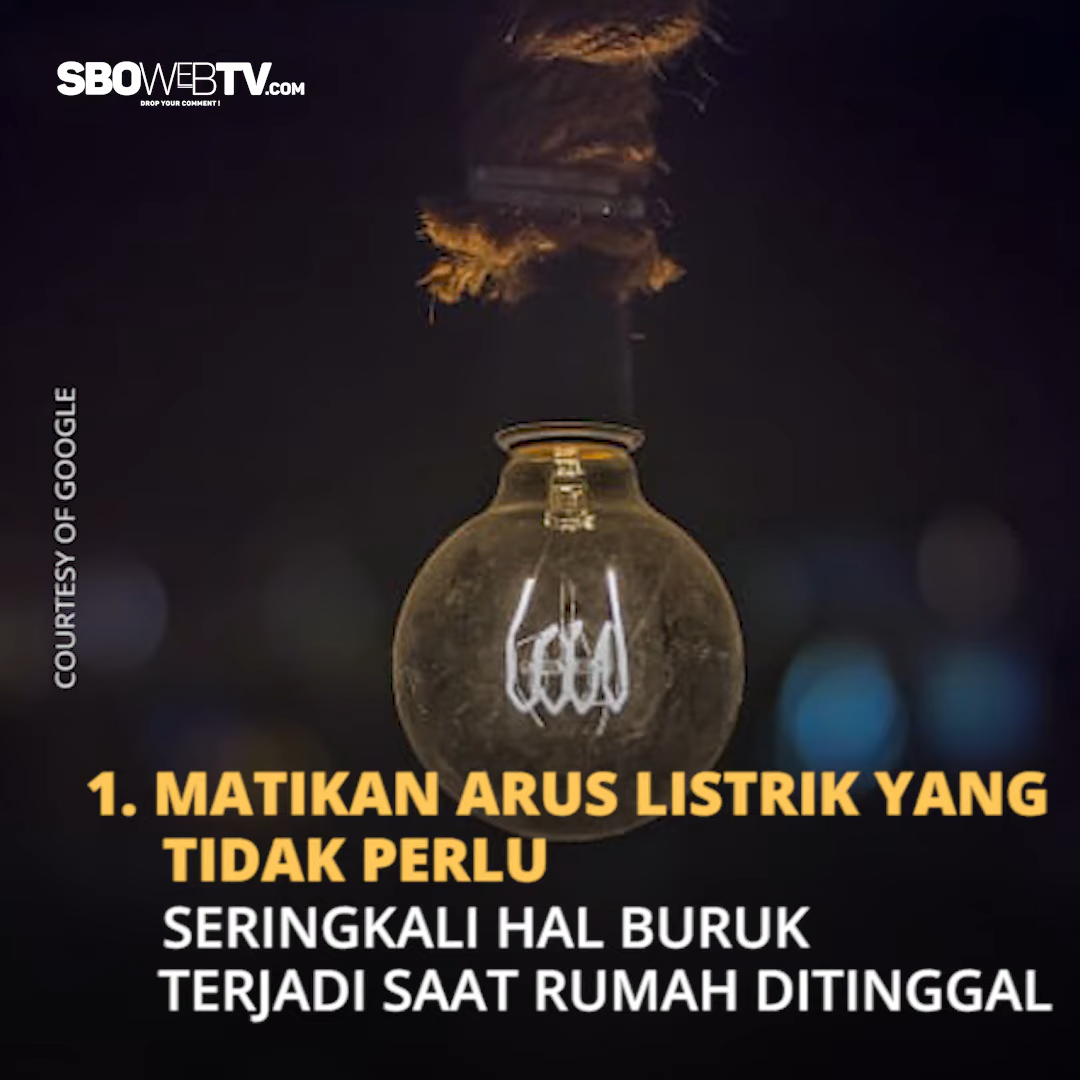 SBOWEBTV.COM
DROP YOUR COMMENT !
COURTESY OF GOOGLE
1. MATIKAN ARUS LISTRIK YANG
TIDAK PERLU
SERINGKALI HAL BURUK
TERJADI SAAT RUMAH DITINGGAL